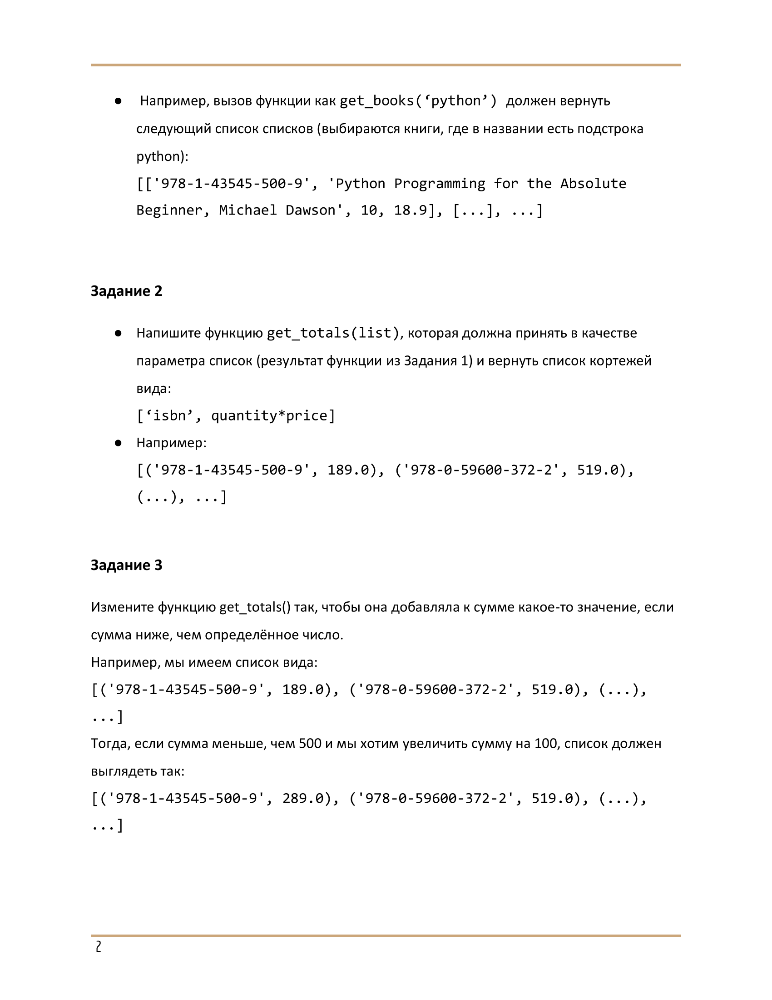 ● Например, вызов функции как get_books(‘python’) должен вернуть
следующий список списков (выбираются книги, где в названии есть подстрока
python):
[['978-1-43545-500-9', 'Python Programming for the Absolute
Beginner, Michael Dawson', 10, 18.9], [...], ...]
Задание 2
● Напишите функцию get_totals(list), которая должна принять в качестве
параметра список (результат функции из Задания 1) и вернуть список кортежей
вида:
[‘isbn’, quantity*price]
● Например:
[('978-1-43545-500-9', 189.0), ('978-0-59600-372-2', 519.0),
(...), ...]
Задание 3
Измените функцию get_totals() так, чтобы она добавляла к сумме какое-то значение, если
сумма ниже, чем определённое число.
Например, мы имеем список вида:
[('978-1-43545-500-9', 189.0), ('978-0-59600-372-2', 519.0), (...),
...]
Тогда, если сумма меньше, чем 500 и мы хотим увеличить сумму на 100, список должен
выглядеть так:
[('978-1-43545-500-9', 289.0), ('978-0-59600-372-2', 519.0), (...),
...]
2